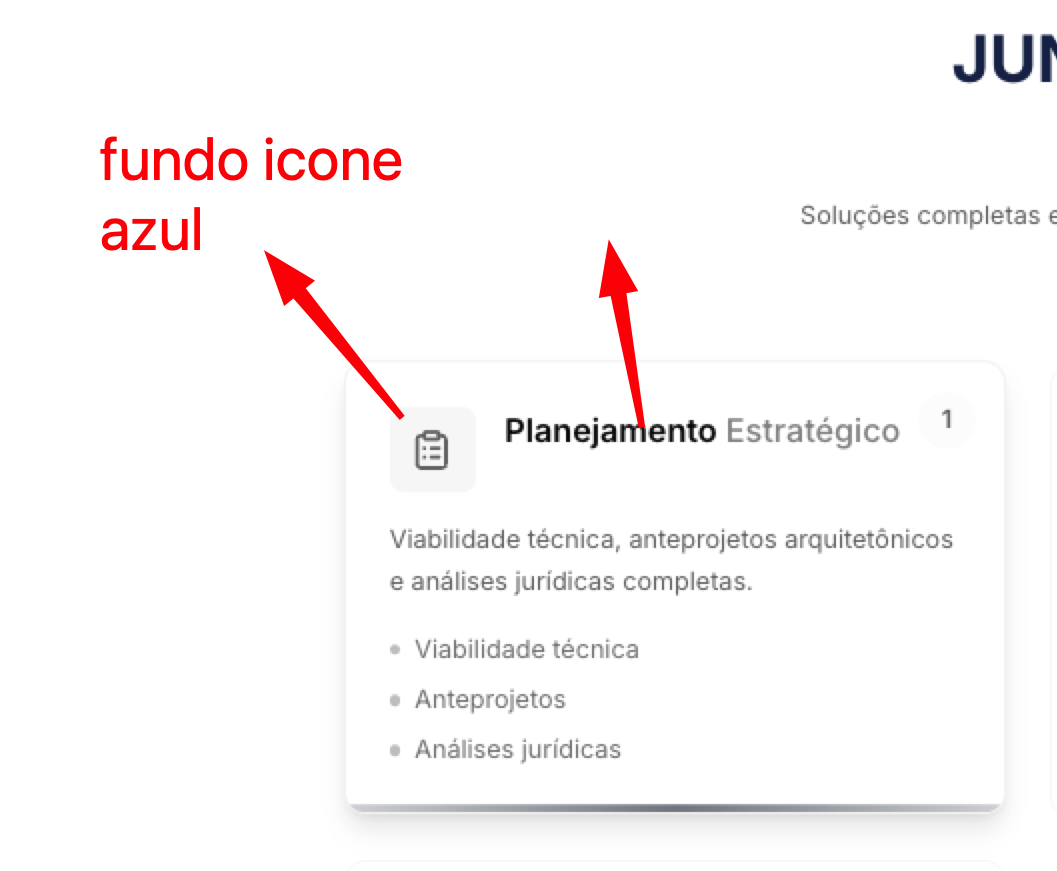 JUN
fundo icone
azul
Soluções completas e
Planejamento Estratégico 1
Viabilidade técnica, anteprojetos arquitetônicos
e análises jurídicas completas.
Viabilidade técnica
Anteprojetos
Análises jurídicas